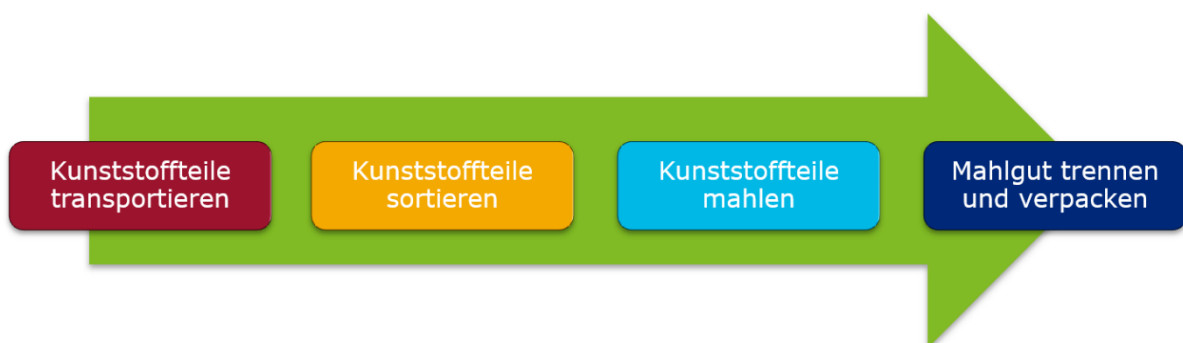 Kunststoffteile
transportieren
Kunststoffteile
sortieren
Kunststoffteile
mahlen
Mahlgut trennen
und verpacken